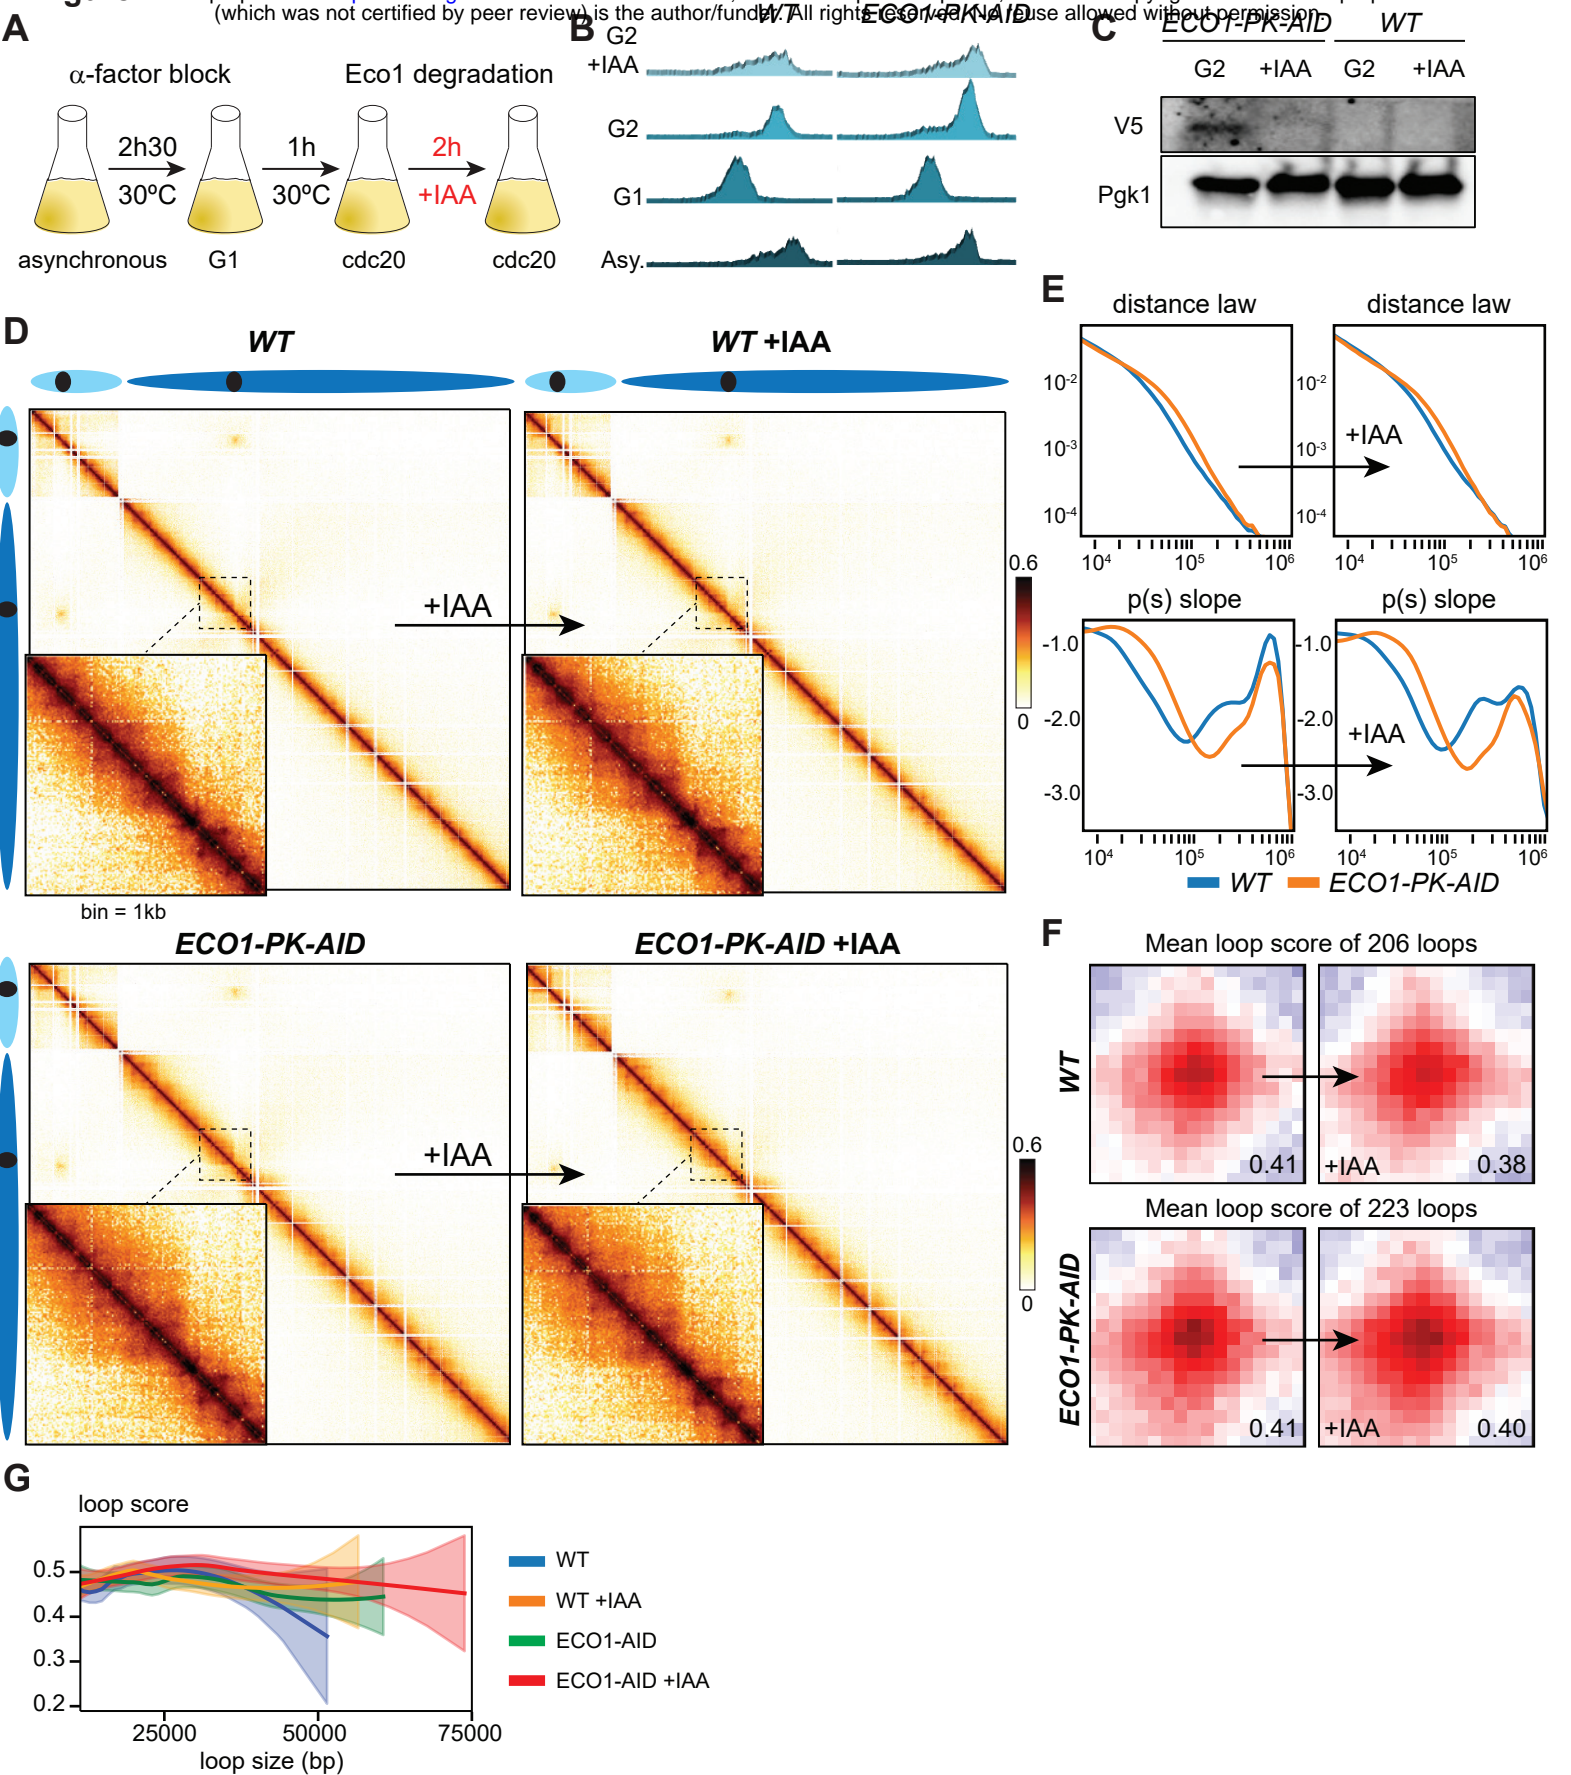 (which was not certified by peer review) is the author/funder. All rights reserved. No reuse allowed without permission.
A
α-factor block
Eco1 degradation
2h30
30ºC
1h
30ºC
2h
+IAA
asynchronous
G1
cdc20
cdc20
B
WT
ECO1-PK-AID
G2
+IAA
G2
G1
Asy.
C
ECO1-PK-AID
WT
G2
+IAA
G2
+IAA
V5
Pgk1
D
WT
WT +IAA
+IAA
0.6
0
bin = 1kb
ECO1-PK-AID
ECO1-PK-AID +IAA
+IAA
0.6
0
E
distance law
distance law
10-2
10-3
10-4
10-2
10-3
10-4
+IAA
104
105
106
104
105
106
p(s) slope
p(s) slope
-1.0
-2.0
-3.0
-1.0
-2.0
-3.0
+IAA
104
105
106
104
105
106
WT
ECO1-PK-AID
F
Mean loop score of 206 loops
WT
0.41
+IAA
0.38
Mean loop score of 223 loops
ECO1-PK-AID
0.41
+IAA
0.40
G
loop score
0.5
0.4
0.3
0.2
25000
50000
75000
loop size (bp)
WT
WT +IAA
ECO1-AID
ECO1-AID +IAA